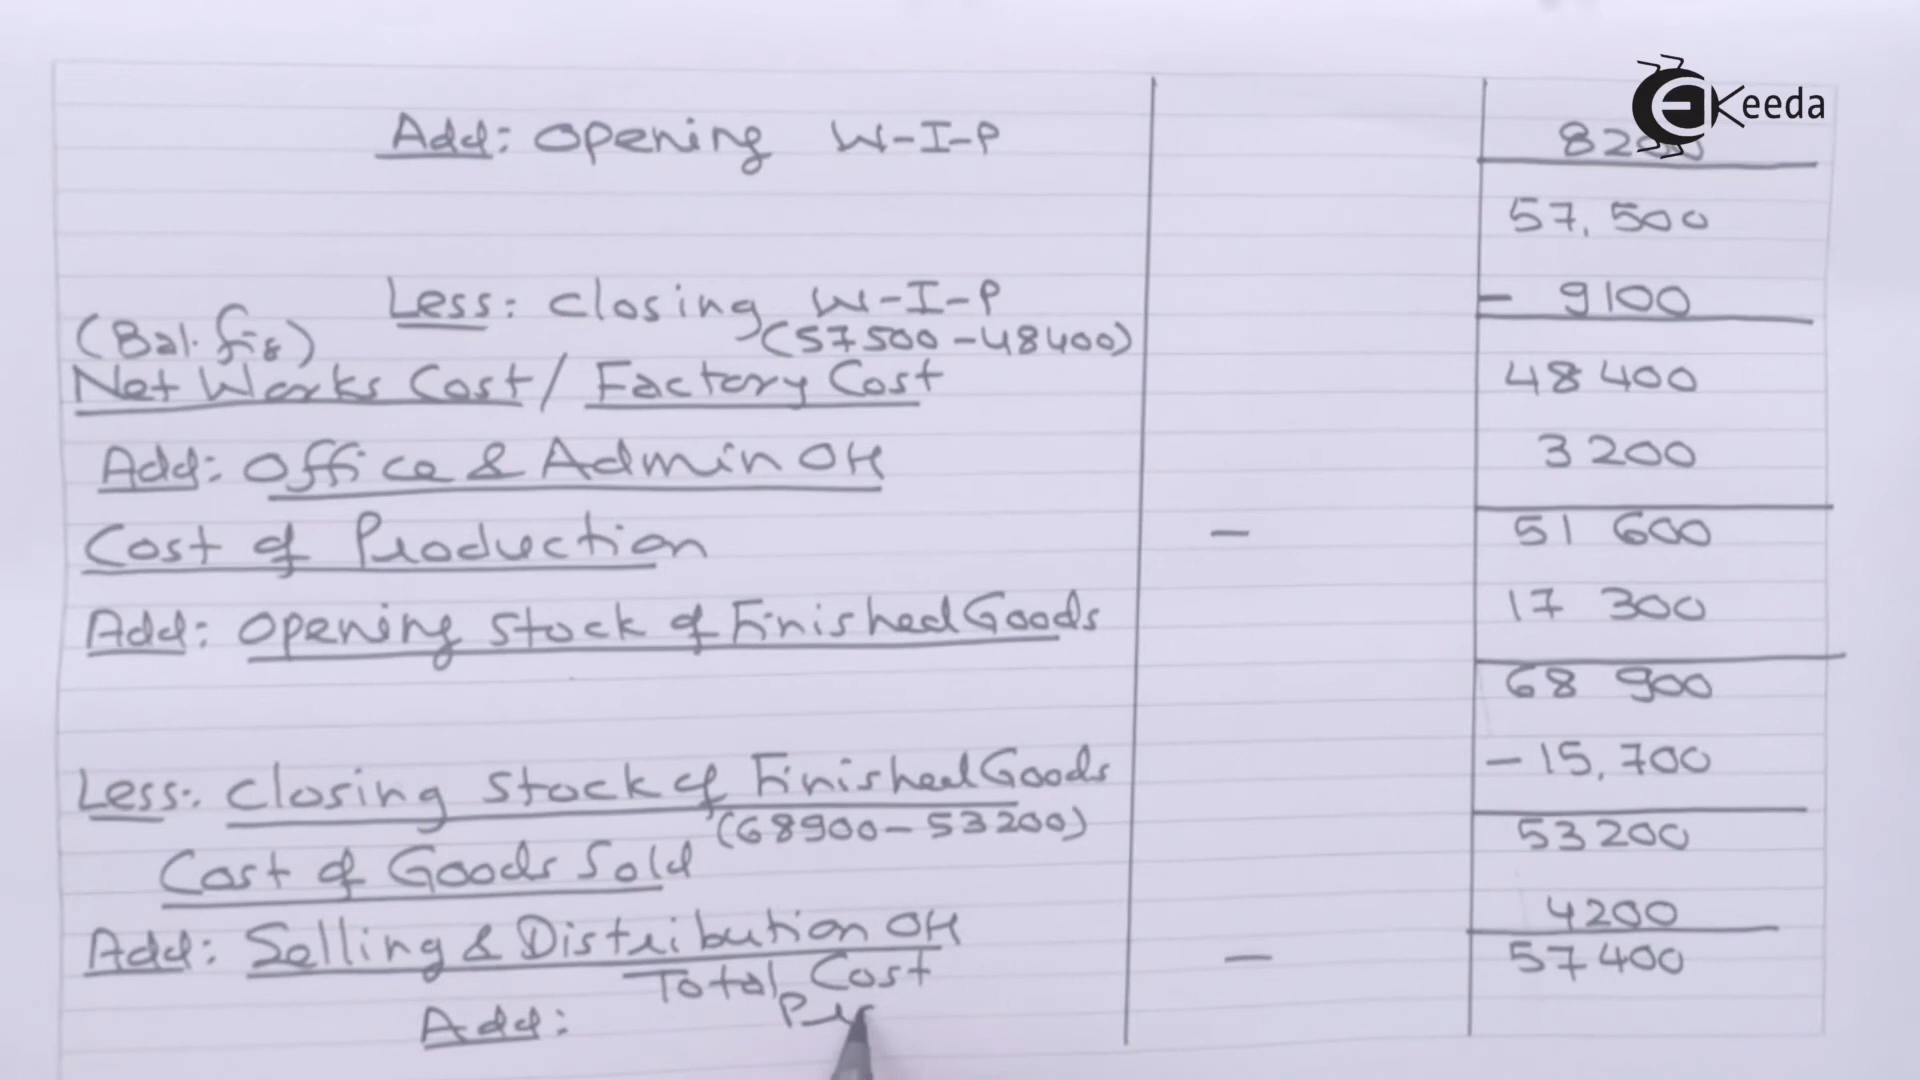 Keeda
Add: Opening W-I-P 8200
57,500
Less: Closing W-I-P - 9100
(Bal. fig) (57500-48400)
Net Works Cost/ Factory Cost 48400
Add: Office & Admin OH 3200
Cost of Production - 51 600
Add: Opening Stock of Finished Goods 17 300
68 900
Less: Closing Stock of Finished Goods - 15,700
(68900-53200)
Cost of Goods Sold 53200
Add: Selling & Distribution OH 4200
Total Cost - 57400
Add: